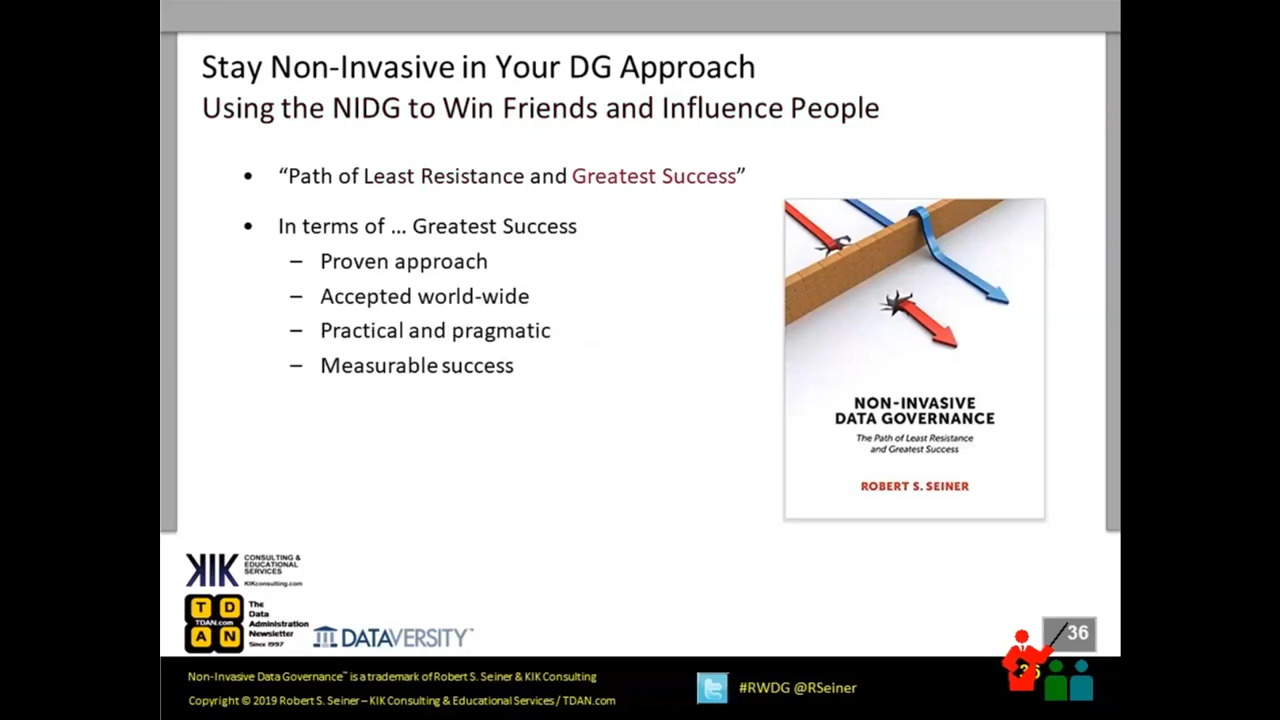 Stay Non-Invasive in Your DG Approach
Using the NIDG to Win Friends and Influence People
• “Path of Least Resistance and Greatest Success”
• In terms of ... Greatest Success
– Proven approach
– Accepted world-wide
– Practical and pragmatic
– Measurable success
NON-INVASIVE
DATA GOVERNANCE
The Path of Least Resistance
and Greatest Success
ROBERT S. SEINER
KIK
CONSULTING &
EDUCATIONAL
SERVICES
KIKconsulting.com
T D
TDAN.com
A N
The
Data
Administration
Newsletter
Since 1997
DATAVERSITY™
36
Non-Invasive Data Governance™ is a trademark of Robert S. Seiner & KIK Consulting
Copyright © 2019 Robert S. Seiner – KIK Consulting & Educational Services / TDAN.com
#RWDG @RSeiner